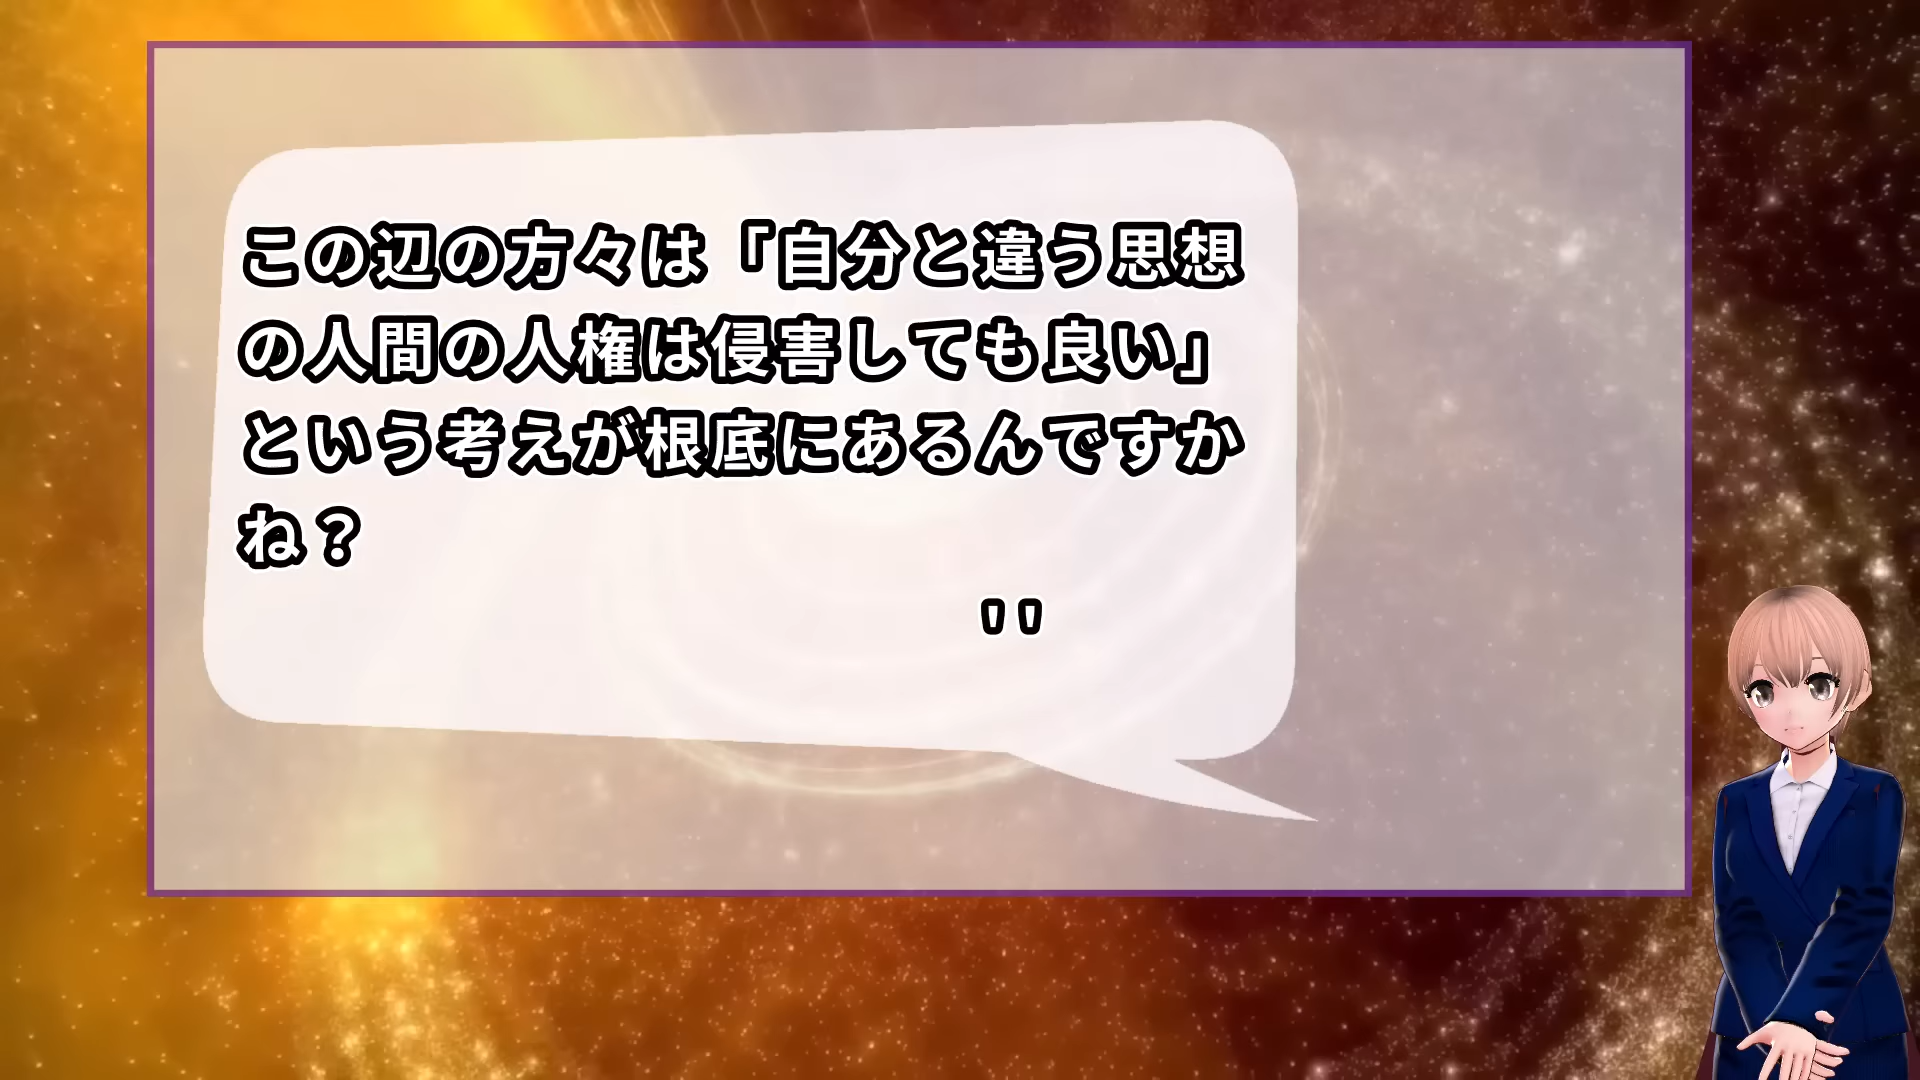 この辺の方々は「自分と違う思想
の人間の人権は侵害しても良い」
という考えが根底にあるんですか
ね？
"